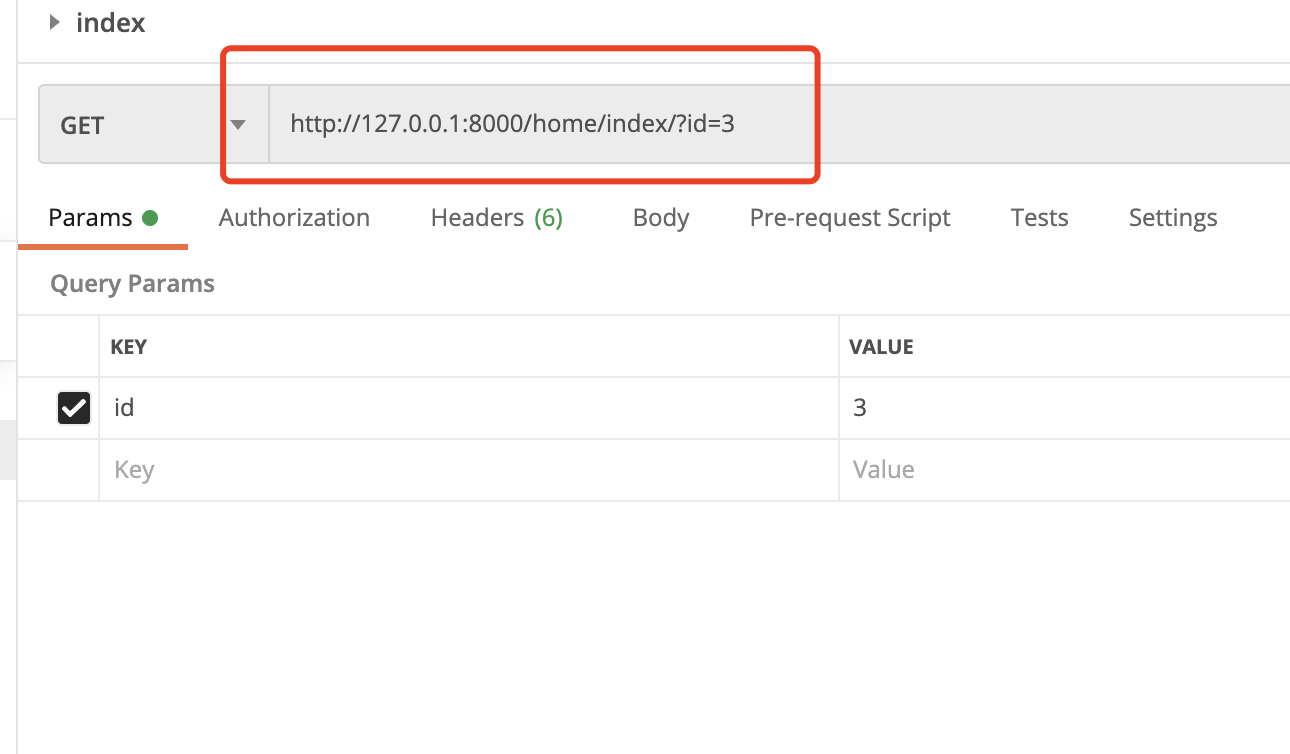 index
GET http://127.0.0.1:8000/home/index/?id=3
Params Authorization Headers (6) Body Pre-request Script Tests Settings
Query Params
KEY VALUE
id 3
Key Value